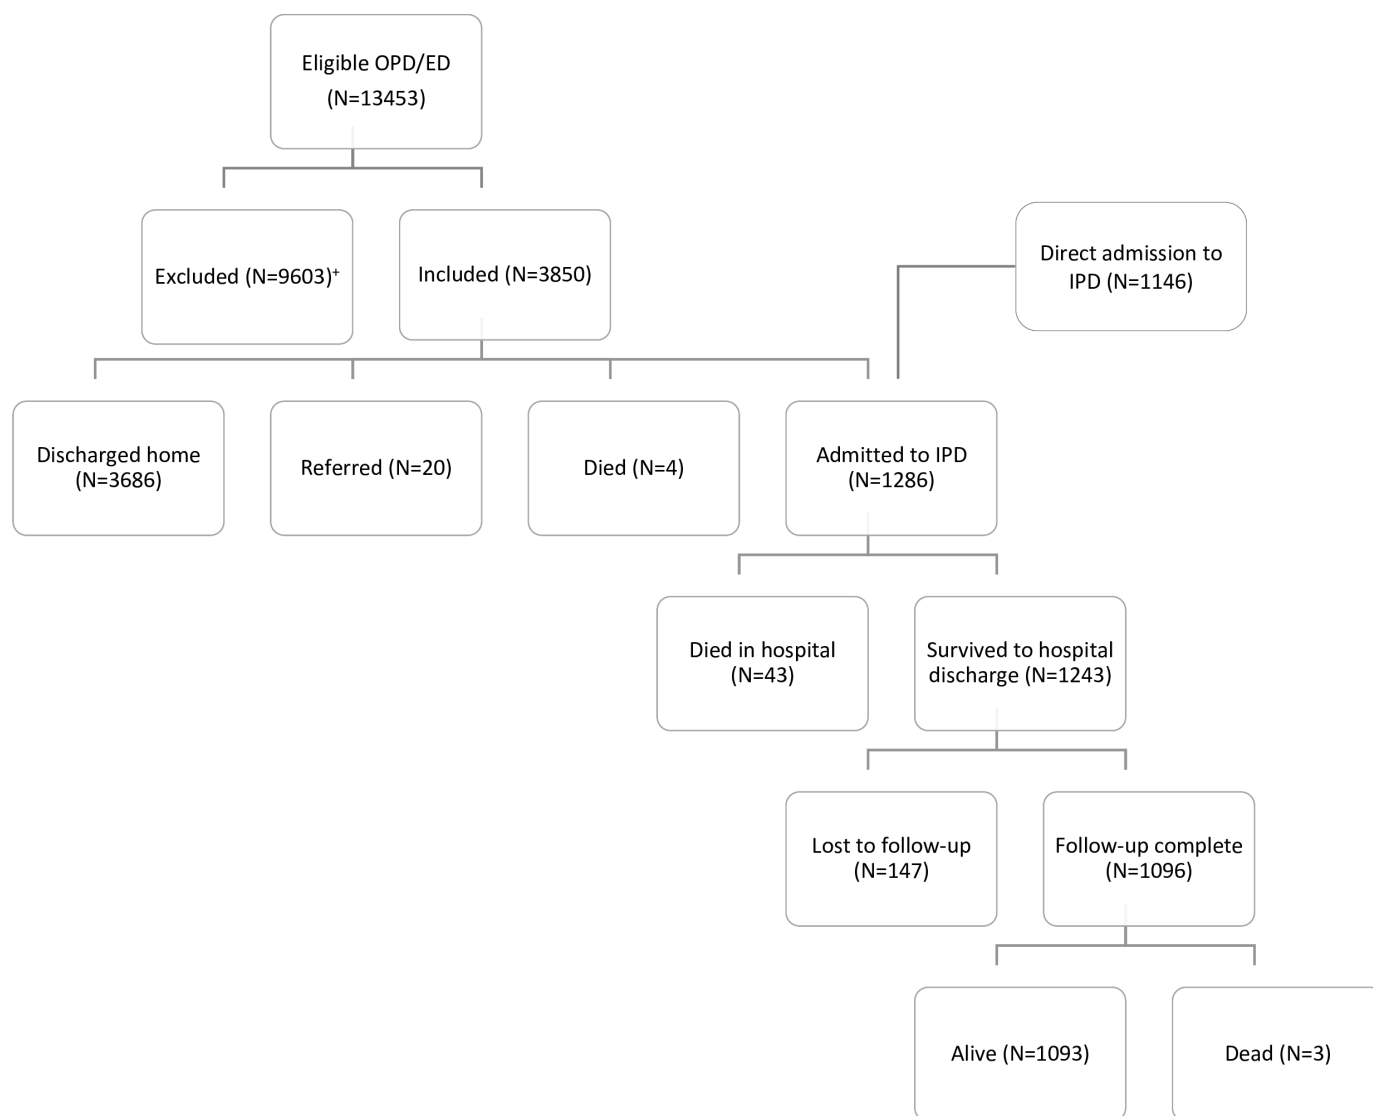 Eligible OPD/ED
(N=13453)
Excluded (N=9603)+
Included (N=3850)
Direct admission to
IPD (N=1146)
Discharged home
(N=3686)
Referred (N=20)
Died (N=4)
Admitted to IPD
(N=1286)
Died in hospital
(N=43)
Survived to hospital
discharge (N=1243)
Lost to follow-up
(N=147)
Follow-up complete
(N=1096)
Alive (N=1093)
Dead (N=3)